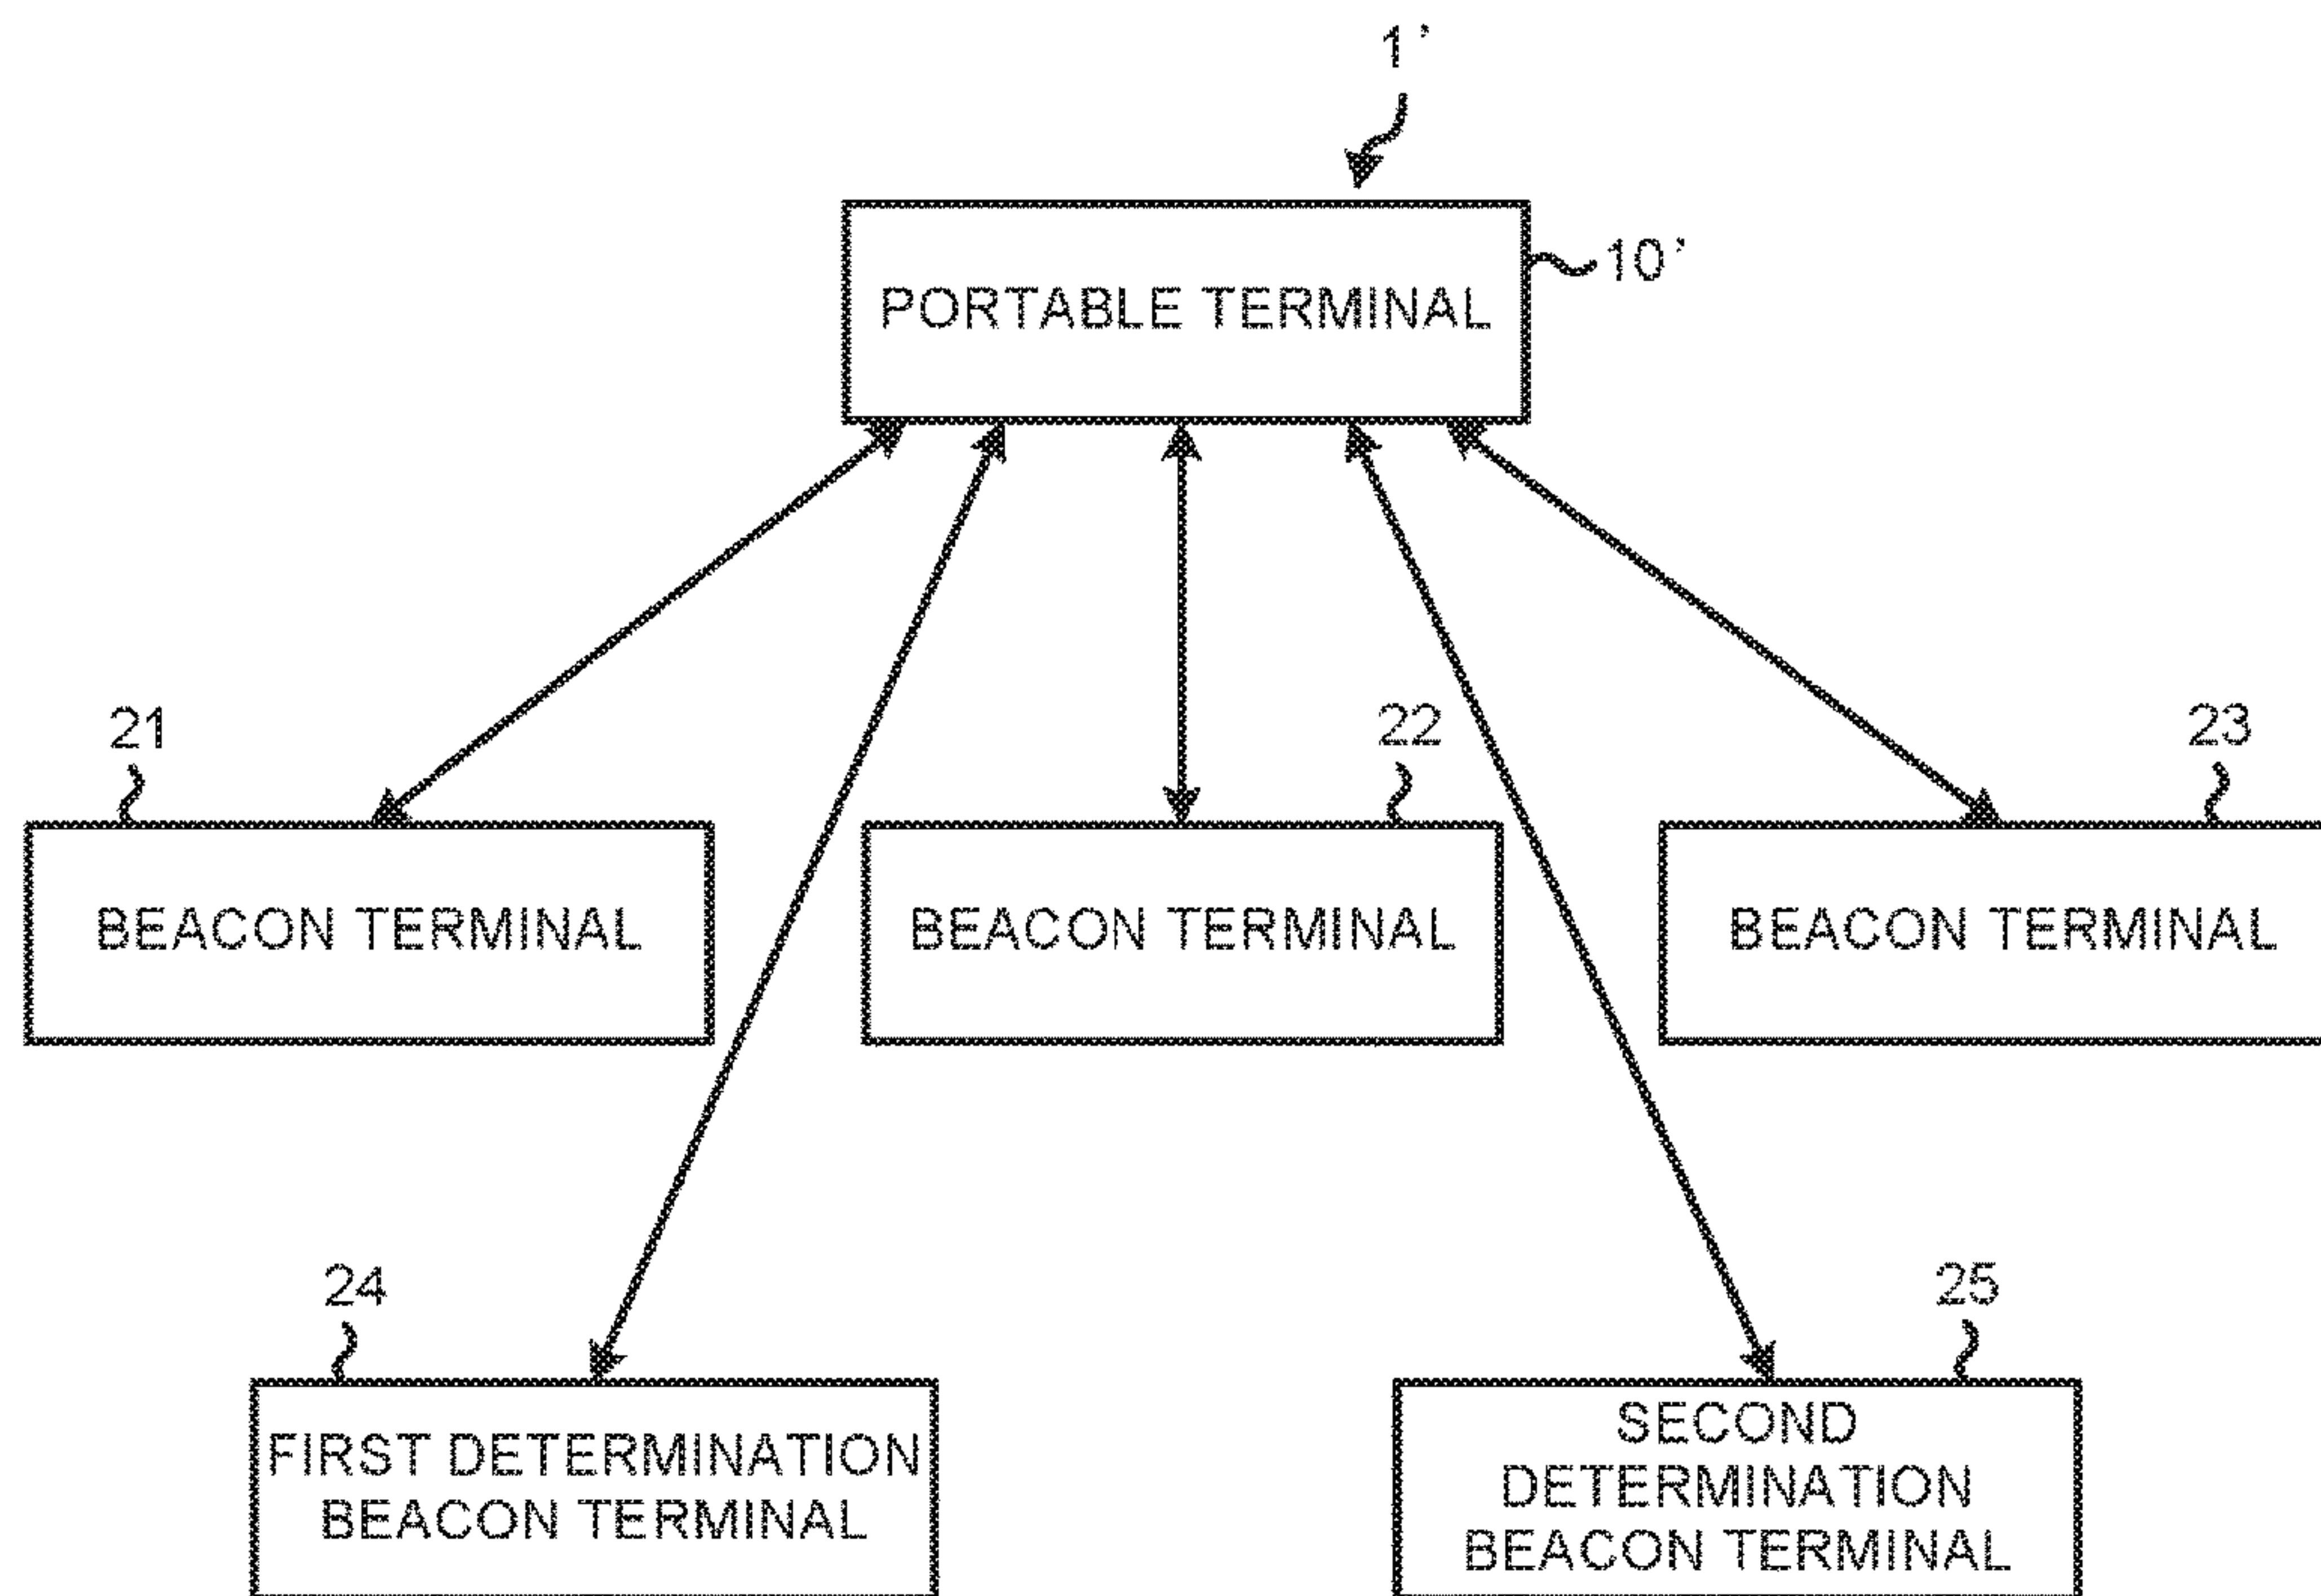 1'
10'
PORTABLE TERMINAL
21
22
23
BEACON TERMINAL
BEACON TERMINAL
BEACON TERMINAL
24
25
FIRST DETERMINATION
BEACON TERMINAL
SECOND
DETERMINATION
BEACON TERMINAL